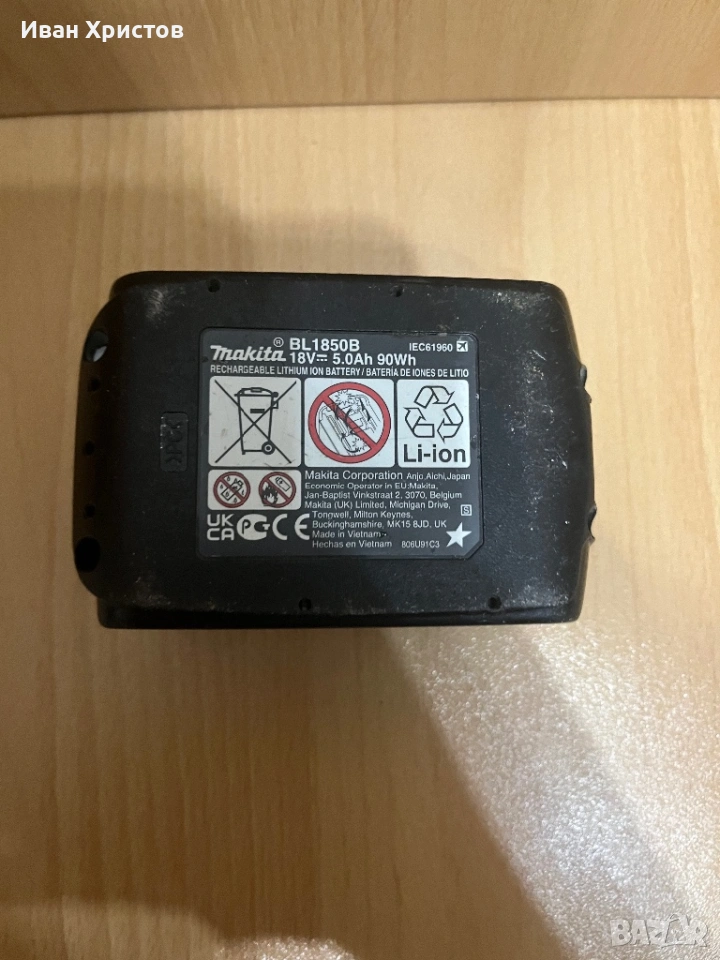 Иван Христов
makita® BL1850B
18V⎓ 5.0Ah 90Wh
IEC61960
RECHARGEABLE LITHIUM ION BATTERY / BATERÍA DE IONES DE LITIO
Li-ion
Makita Corporation Anjo, Aichi, Japan
Economic Operator in EU: Makita,
Jan-Baptist Vinkstraat 2, 3070, Belgium
Makita (UK) Limited, Michigan Drive,
Tongwell, Milton Keynes,
Buckinghamshire, MK15 8JD, UK
Made in Vietnam
Hechas en Vietnam 806U91C3
S
UK
CA
CE
BAZAR